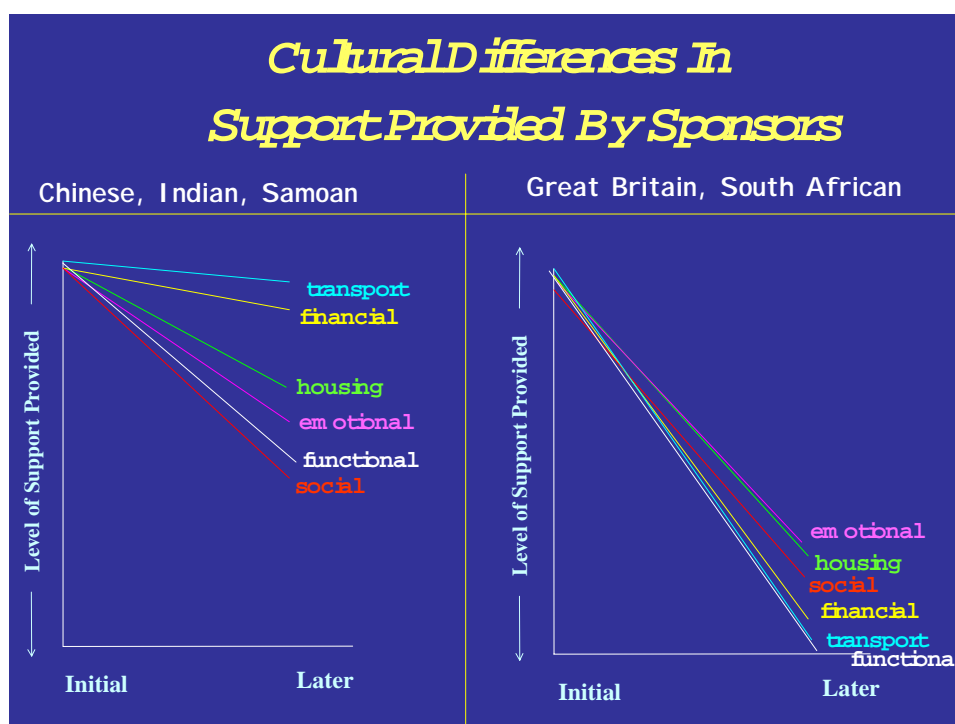 Cultural Differences In
Support Provided By Sponsors
Chinese, Indian, Samoan
Great Britain, South African
Level of Support Provided
transport
financial
housing
emotional
functional
social
Initial
Later
Level of Support Provided
emotional
housing
social
financial
transport
functiona
Initial
Later